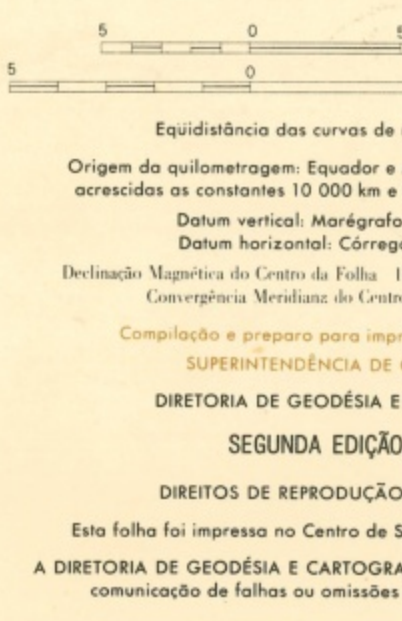 5 0 5
5 0
Eqüidistância das curvas de
Origem da quilometragem: Equador e
acrescidas as constantes 10 000 km e
Datum vertical: Marégrafo
Datum horizontal: Córrego
Declinação Magnética do Centro da Folha 1
Convergência Meridiana do Centro
Compilação e preparo para impr
SUPERINTENDÊNCIA DE
DIRETORIA DE GEODÉSIA E
SEGUNDA EDIÇÃO
DIREITOS DE REPRODUÇÃO
Esta folha foi impressa no Centro de S
A DIRETORIA DE GEODÉSIA E CARTOGRA
comunicação de falhas ou omissões